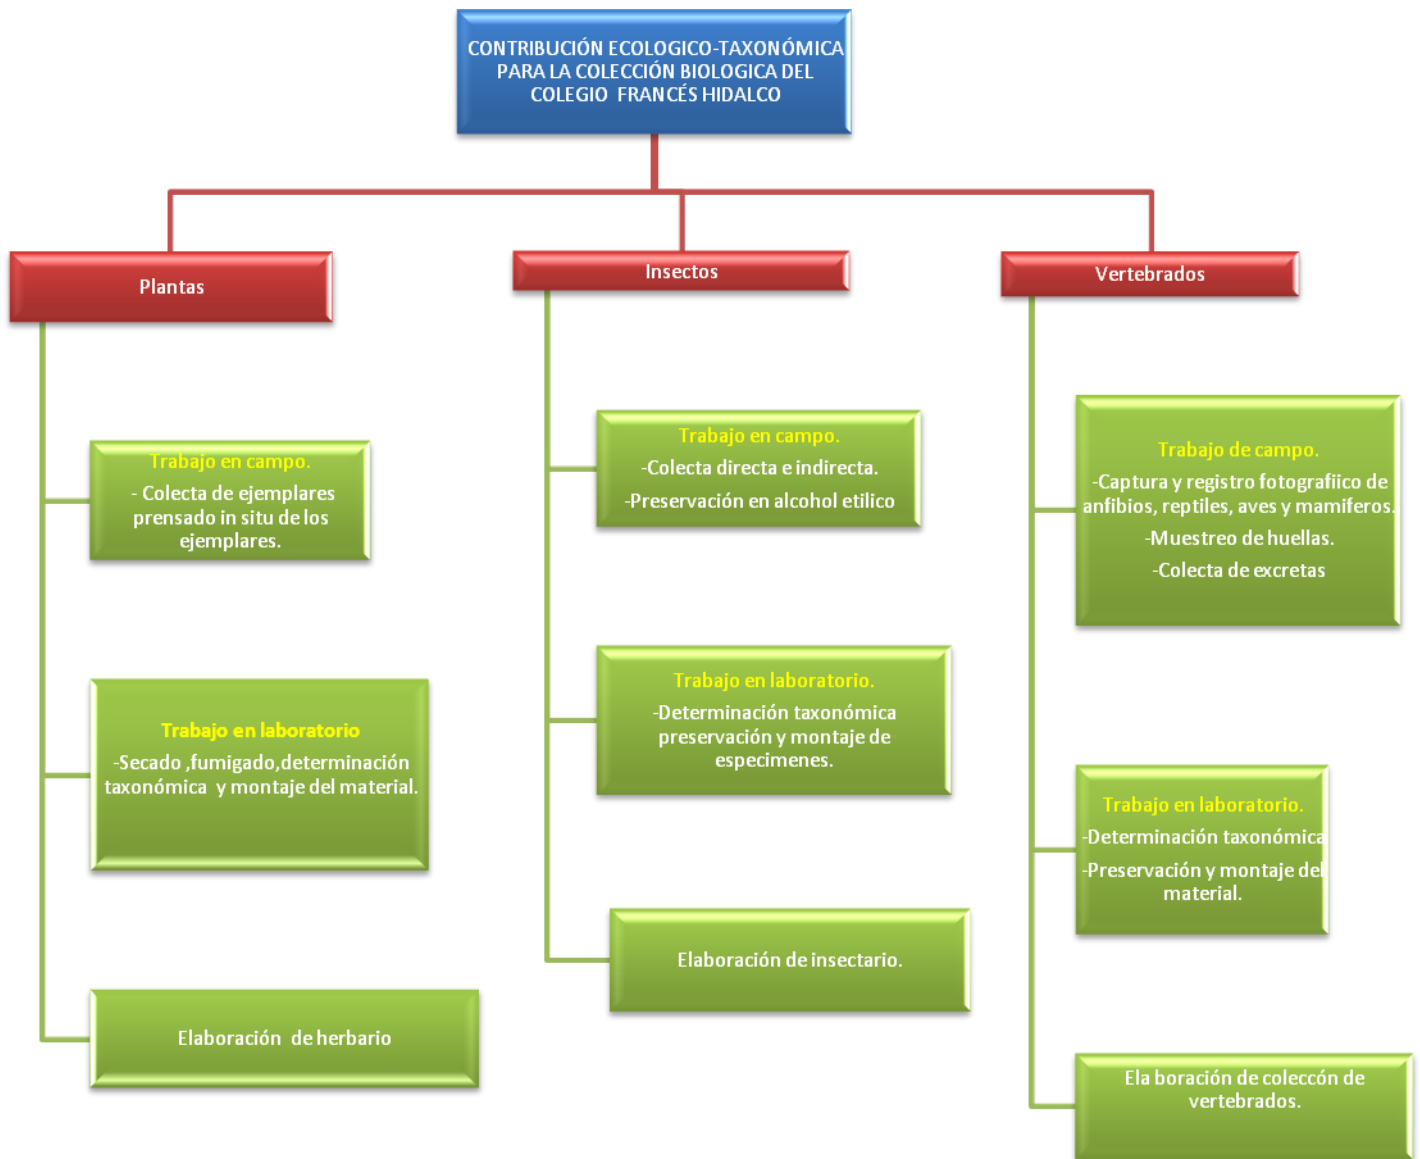 CONTRIBUCIÓN ECOLOGICO-TAXONÓMICA
PARA LA COLECCIÓN BIOLOGICA DEL
COLEGIO FRANCÉS HIDALCO
Plantas
Trabajo en campo.
- Colecta de ejemplares
prensado in situ de los
ejemplares.
Trabajo en laboratorio
-Secado ,fumigado,determinación
taxonómica y montaje del material.
Elaboración de herbario
Insectos
Trabajo en campo.
-Colecta directa e indirecta.
-Preservación en alcohol etilico
Trabajo en laboratorio.
-Determinación taxonómica
preservación y montaje de
especimenes.
Elaboración de insectario.
Vertebrados
Trabajo de campo.
-Captura y registro fotografiico de
anfibios, reptiles, aves y mamiferos.
-Muestreo de huellas.
-Colecta de excretas
Trabajo en laboratorio.
-Determinación taxonómica
-Preservación y montaje del
material.
Ela boración de coleccón de
vertebrados.